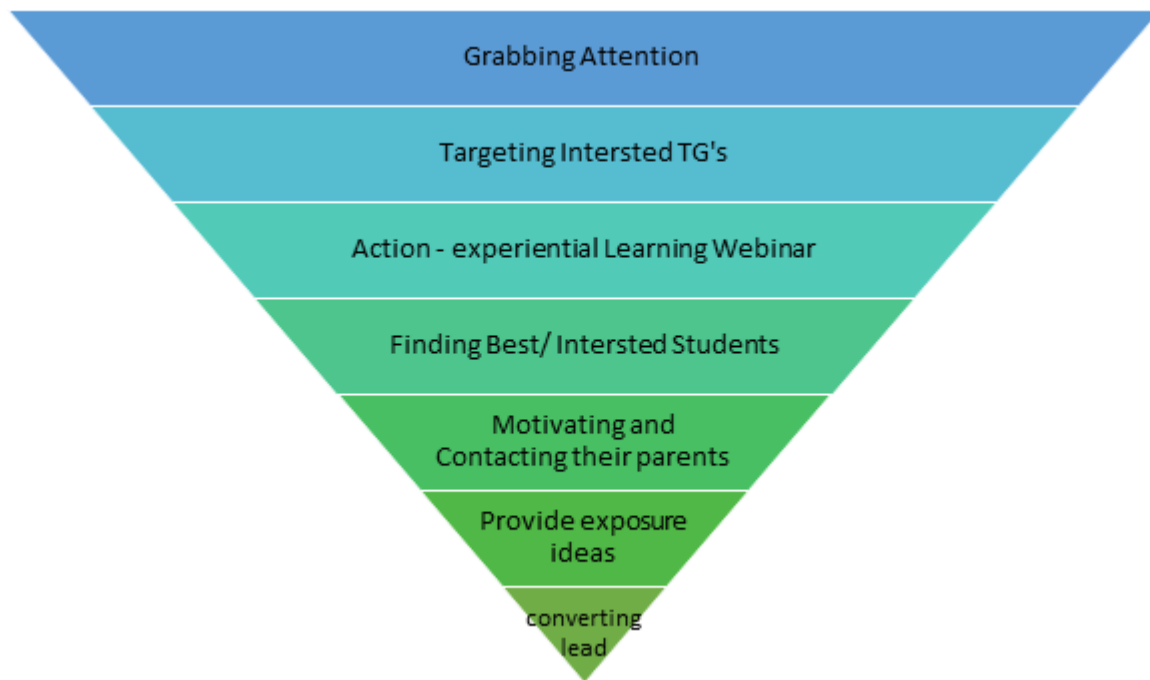 Grabbing Attention
Targeting Intersted TG's
Action - experiential Learning Webinar
Finding Best/ Intersted Students
Motivating and
Contacting their parents
Provide exposure
ideas
converting
lead